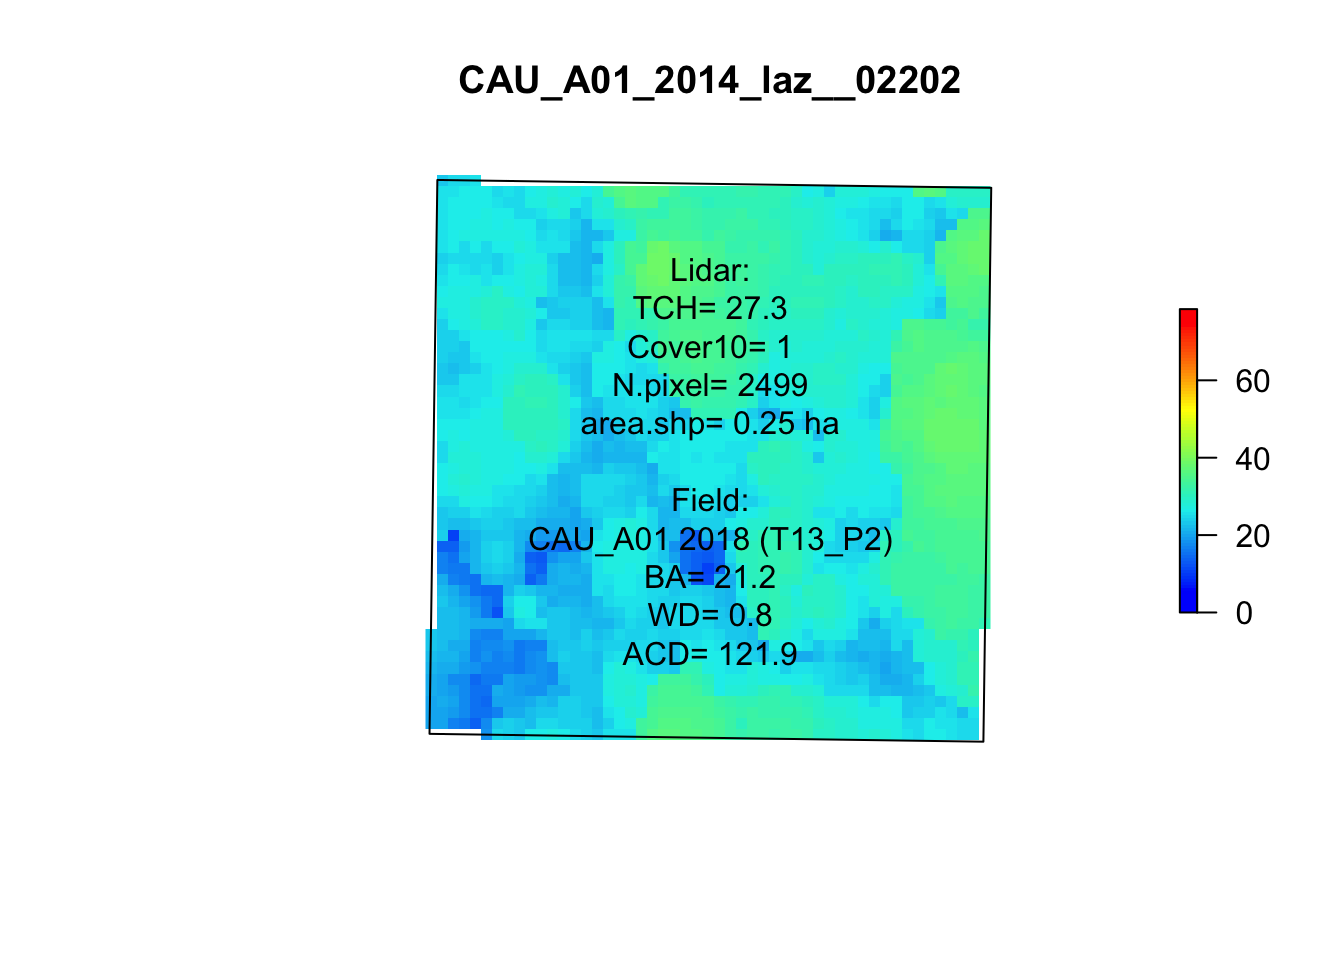 CAU_A01_2014_laz__02202
Lidar:
TCH= 27.3
Cover10= 1
N.pixel= 2499
area.shp= 0.25 ha
Field:
CAU_A01 2018 (T13_P2)
BA= 21.2
WD= 0.8
ACD= 121.9
60
40
20
0